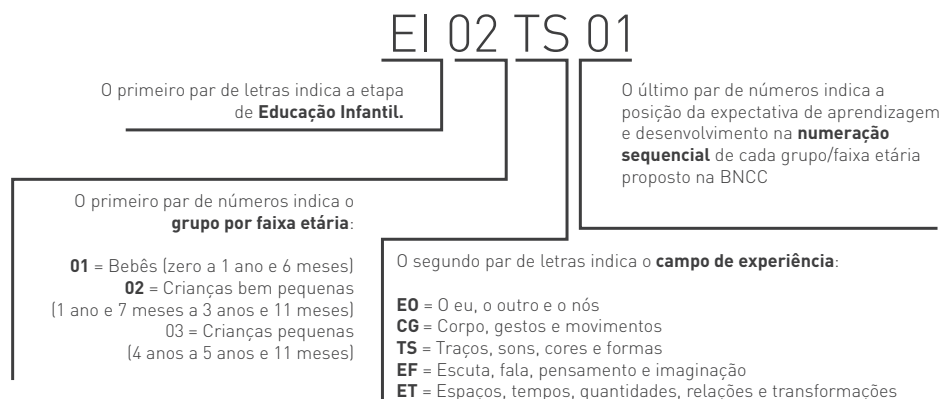 EI 02 TS 01
O primeiro par de letras indica a etapa
de Educação Infantil.
O último par de números indica a
posição da expectativa de aprendizagem
e desenvolvimento na numeração
sequencial de cada grupo/faixa etária
proposto na BNCC
O primeiro par de números indica o
grupo por faixa etária:
01 = Bebês (zero a 1 ano e 6 meses)
02 = Crianças bem pequenas
(1 ano e 7 meses a 3 anos e 11 meses)
03 = Crianças pequenas
(4 anos a 5 anos e 11 meses)
O segundo par de letras indica o campo de experiência:
EO = O eu, o outro e o nós
CG = Corpo, gestos e movimentos
TS = Traços, sons, cores e formas
EF = Escuta, fala, pensamento e imaginação
ET = Espaços, tempos, quantidades, relações e transformações